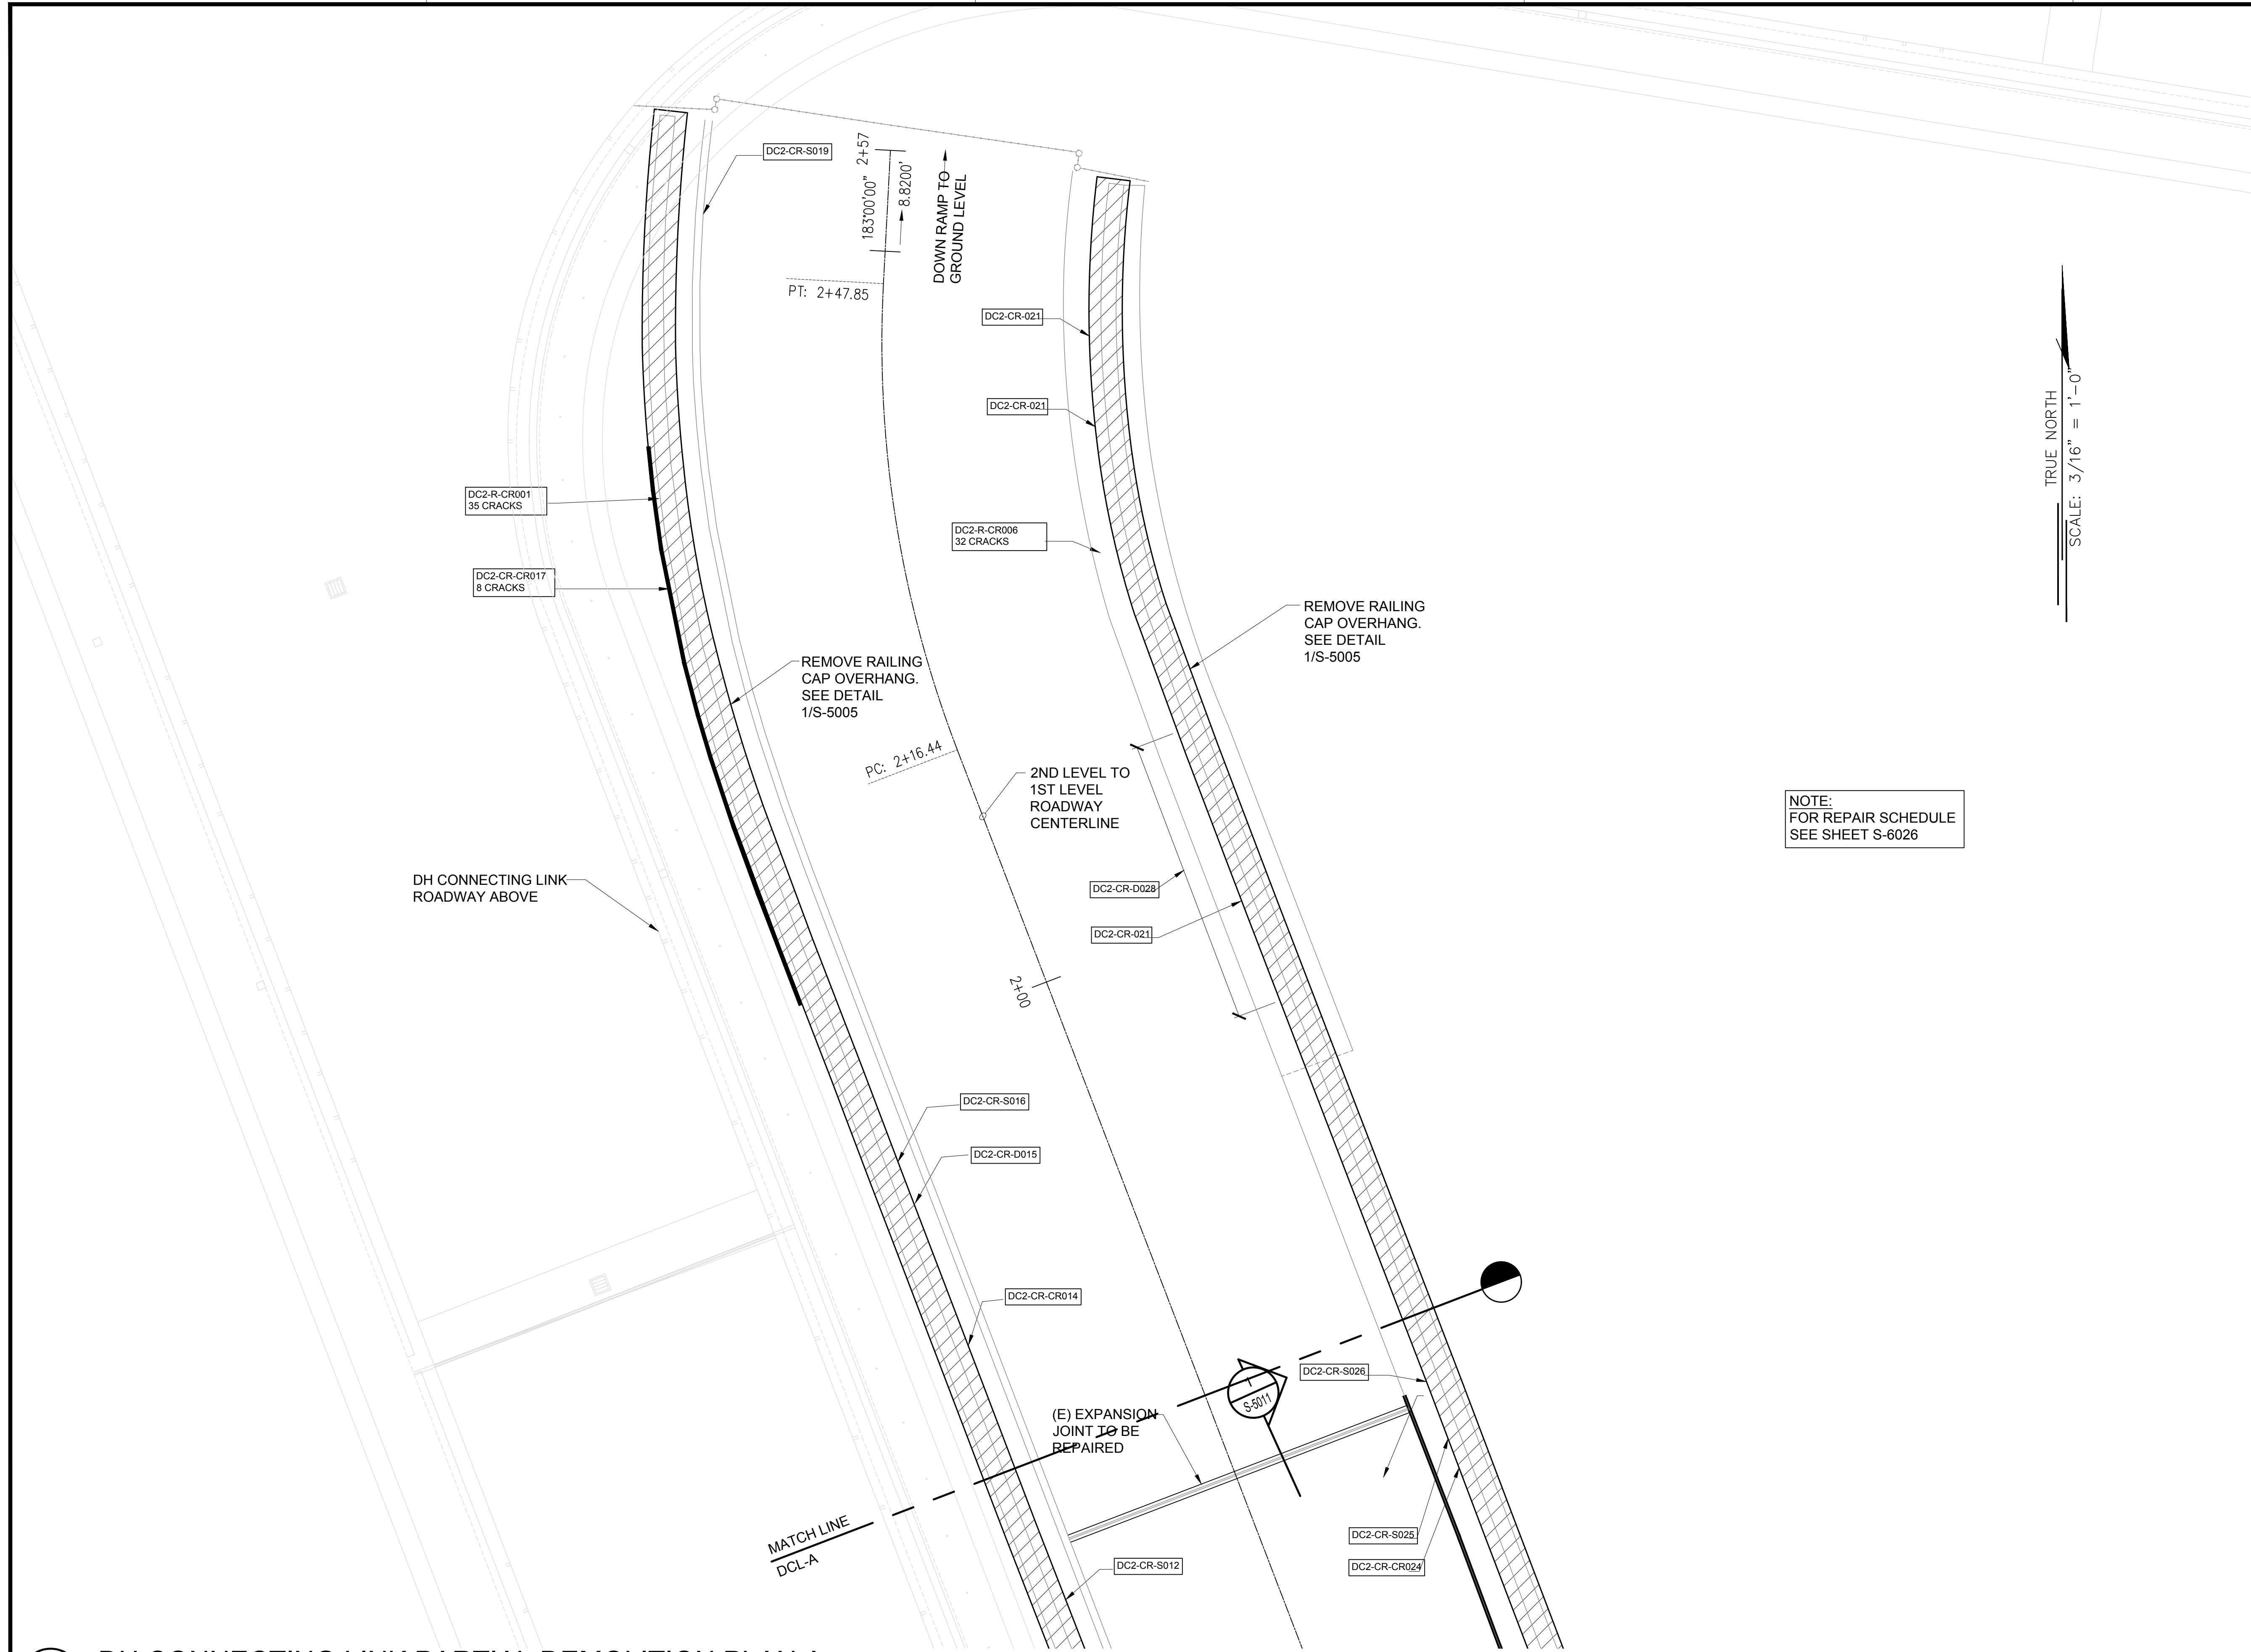 DC2-CR-S019
183°00'00" 2+57
8.8200'
DOWN RAMP TO
GROUND LEVEL
PT: 2+47.85
DC2-CR-021
DC2-CR-021
DC2-R-CR001
35 CRACKS
DC2-R-CR006
32 CRACKS
DC2-CR-CR017
8 CRACKS
TRUE NORTH
SCALE: 3/16" = 1'-0"
REMOVE RAILING
CAP OVERHANG.
SEE DETAIL
1/S-5005
REMOVE RAILING
CAP OVERHANG.
SEE DETAIL
1/S-5005
PC: 2+16.44
2ND LEVEL TO
1ST LEVEL
ROADWAY
CENTERLINE
NOTE:
FOR REPAIR SCHEDULE
SEE SHEET S-6026
DH CONNECTING LINK
ROADWAY ABOVE
DC2-CR-D028
DC2-CR-021
2+00
DC2-CR-S016
DC2-CR-D015
DC2-CR-CR014
DC2-CR-S026
1
S-5011
(E) EXPANSION
JOINT TO BE
REPAIRED
MATCH LINE
DCL-A
DC2-CR-S025
DC2-CR-CR024
DC2-CR-S012